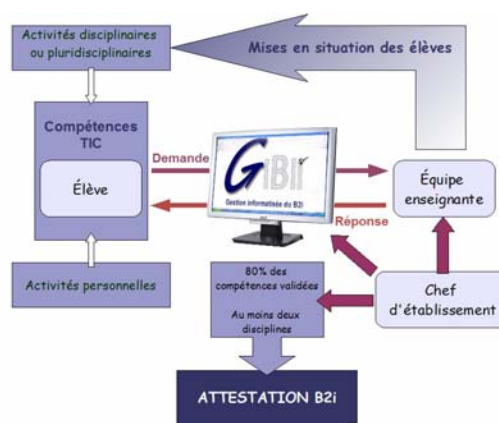 Activités disciplinaires
ou pluridisciplinaires
Mises en situation des élèves
Compétences
TIC
Élève
Demande
GiBii
Gestion informatisée du B2i
Réponse
Équipe
enseignante
Activités personnelles
80% des
compétences validées
Au moins deux
disciplines
Chef
d'établissement
ATTESTATION B2i